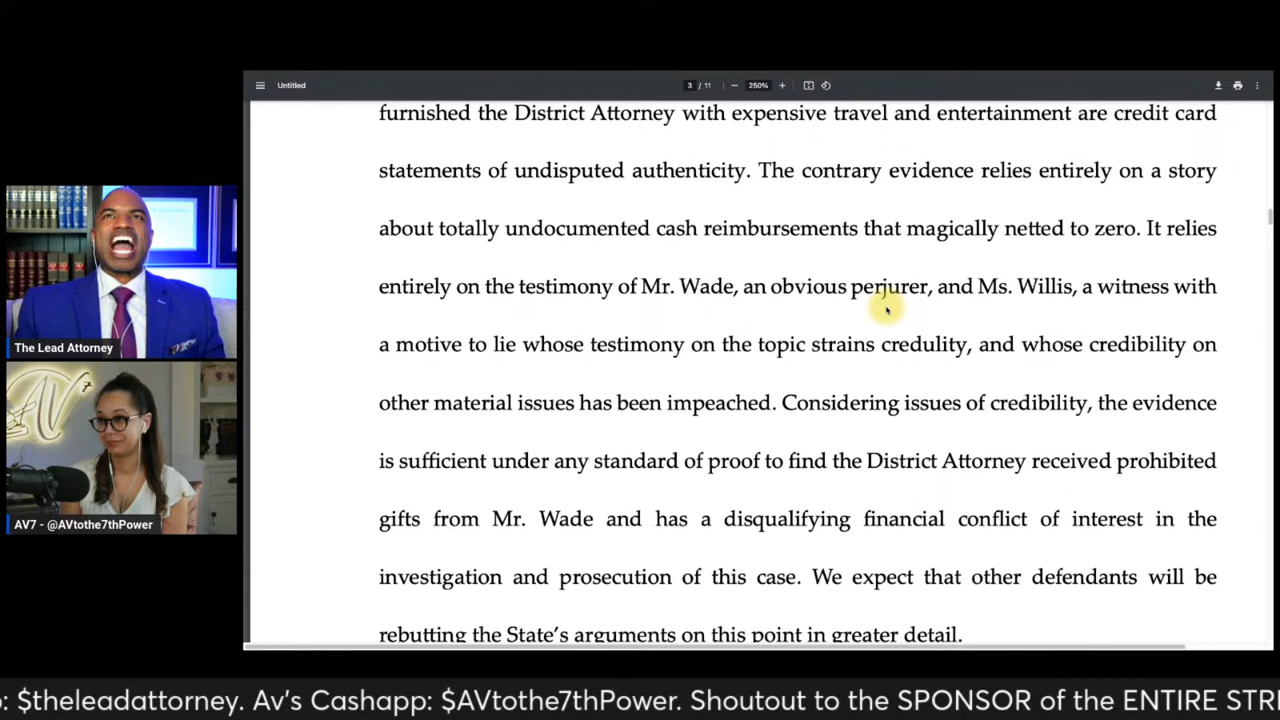 Untitled
3 / 11
250%
furnished the District Attorney with expensive travel and entertainment are credit card
statements of undisputed authenticity. The contrary evidence relies entirely on a story
about totally undocumented cash reimbursements that magically netted to zero. It relies
entirely on the testimony of Mr. Wade, an obvious perjurer, and Ms. Willis, a witness with
a motive to lie whose testimony on the topic strains credulity, and whose credibility on
other material issues has been impeached. Considering issues of credibility, the evidence
is sufficient under any standard of proof to find the District Attorney received prohibited
gifts from Mr. Wade and has a disqualifying financial conflict of interest in the
investigation and prosecution of this case. We expect that other defendants will be
rebutting the State's arguments on this point in greater detail.
The Lead Attorney
AV7
AV7 - @AVtothe7thPower
: $theleadattorney. Av's Cashapp: $AVtothe7thPower. Shoutout to the SPONSOR of the ENTIRE STR